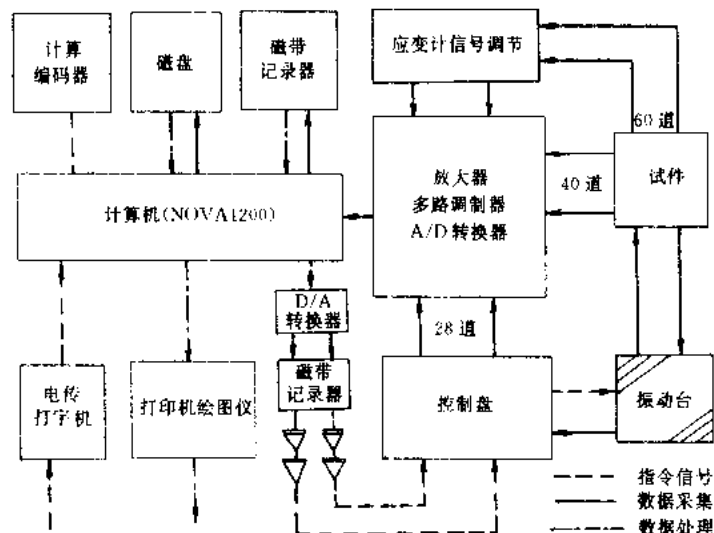 计算
编码器
磁盘
磁带
记录器
应变计信号调节
60道
试件
放大器
多路调制器
A/D转换器
40道
计算机(NOVA1200)
D/A
转换器
28道
磁带
记录器
电传
打字机
打印机绘图仪
控制盘
振动台
指令信号
数据采集
数据处理